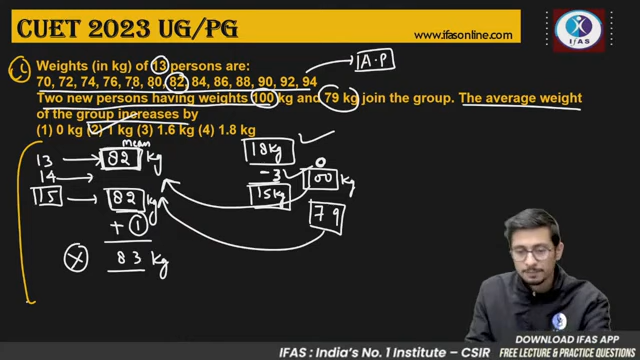 CUET 2023 UG/PG
www.ifasonline.com
iFAS
Weights (in kg) of 13 persons are:
A.P
70, 72, 74, 76, 78, 80, 82, 84, 86, 88, 90, 92, 94
Two new persons having weights 100 kg and 79 kg join the group. The average weight
of the group increases by
(1) 0 kg (2) 1 kg (3) 1.6 kg (4) 1.8 kg
mean
13 → 82 kg
18kg
14 →
-3
0
100 kg
15 → 82 kg
15kg
79
+ 1
83 kg
DOWNLOAD IFAS APP
IFAS : India's No. 1 Institute – CSIR
FREE LECTURE & PRACTICE QUESTIONS